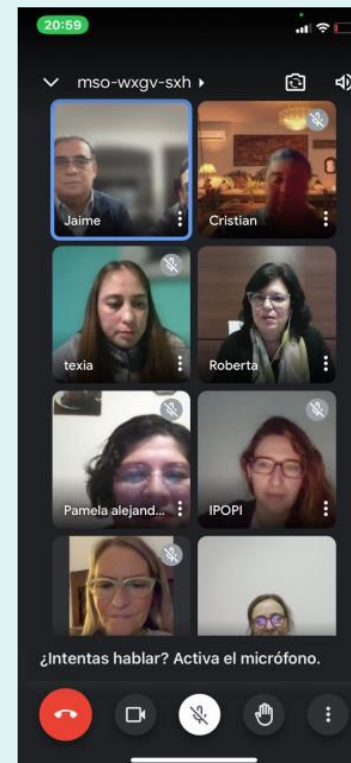 20:59
mso-wxgv-sxh
Jaime
Cristian
texia
Roberta
Pamela alejand...
IPOPI
¿Intentas hablar? Activa el micrófono.